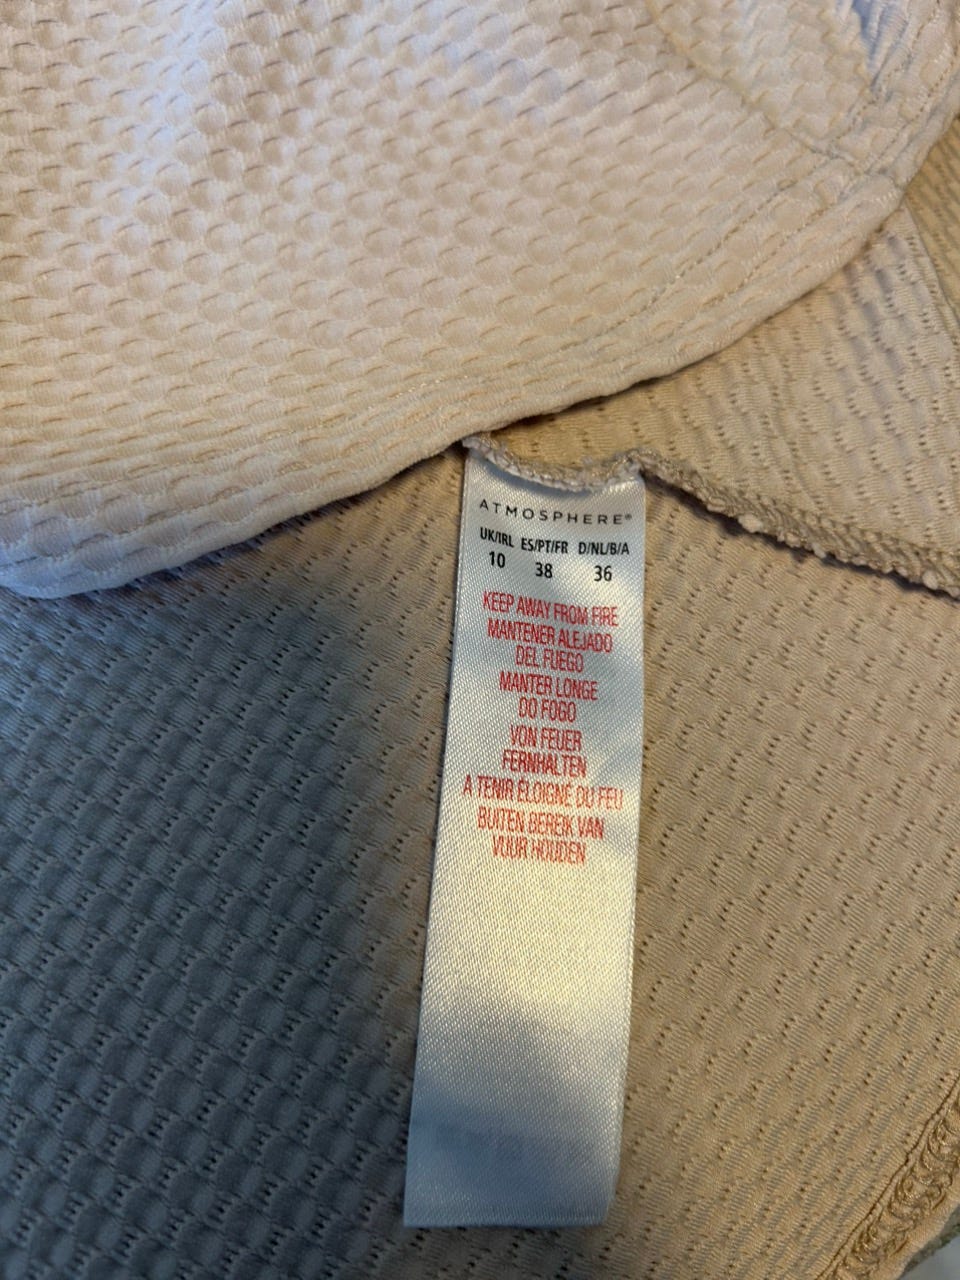 ATMOSPHERE®
UK/IRL ES/PT/FR D/NL/B/A
10 38 36
KEEP AWAY FROM FIRE
MANTENER ALEJADO
DEL FUEGO
MANTER LONGE
DO FOGO
VON FEUER
FERNHALTEN
A TENIR ÉLOIGNÉ DU FEU
BUITEN BEREIK VAN
VUUR HOUDEN